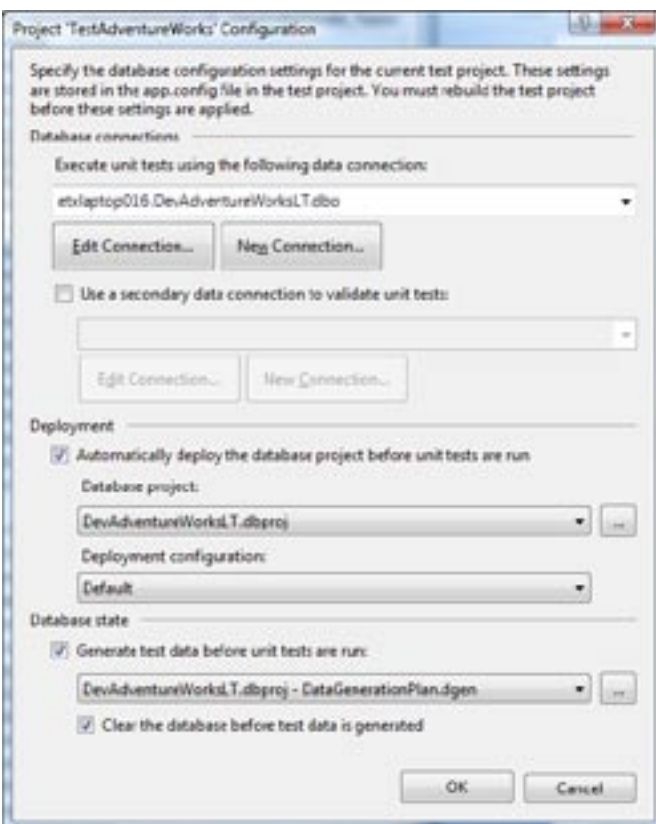 Project 'TestAdventureWorks' Configuration
Specify the database configuration settings for the current test project. These settings
are stored in the app.config file in the test project. You must rebuild the test project
before these settings are applied.
Database connections
Execute unit tests using the following data connection:
etxlaptop016.DevAdventureWorksLT.dbo
Edit Connection...
New Connection...
Use a secondary data connection to validate unit tests:
Edit Connection...
New Connection...
Deployment
Automatically deploy the database project before unit tests are run
Database project:
DevAdventureWorksLT.dbproj
...
Deployment configuration:
Default
Database state
Generate test data before unit tests are run:
DevAdventureWorksLT.dbproj - DataGenerationPlan.dgen
...
Clear the database before test data is generated
OK
Cancel